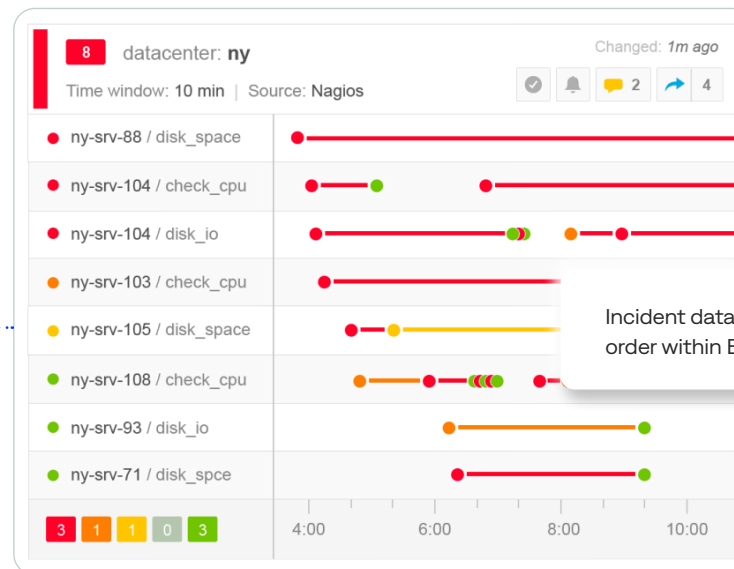 8 datacenter: ny
Changed: 1m ago
Time window: 10 min | Source: Nagios
2
4
ny-srv-88 / disk_space
ny-srv-104 / check_cpu
ny-srv-104 / disk_io
ny-srv-103 / check_cpu
ny-srv-105 / disk_space
ny-srv-108 / check_cpu
ny-srv-93 / disk_io
ny-srv-71 / disk_spce
Incident data
order within
3 1 1 0 3
4:00 6:00 8:00 10:00